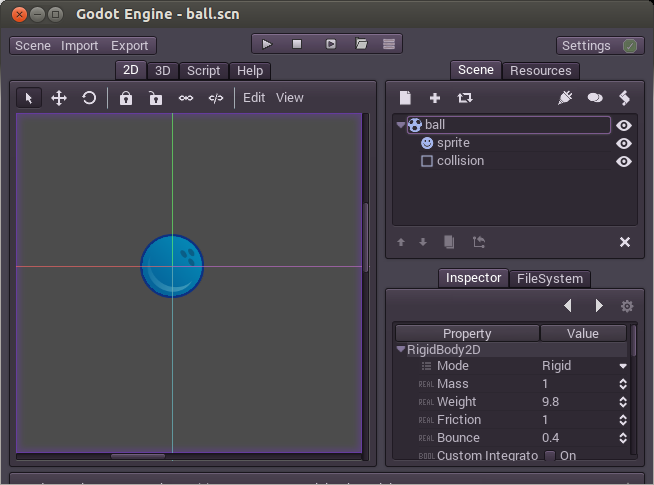 Godot Engine - ball.scn
Scene Import Export
Settings
2D 3D Script Help
Edit View
Scene Resources
ball
sprite
collision
Inspector FileSystem
Property Value
RigidBody2D
Mode Rigid
REAL Mass 1
REAL Weight 9.8
REAL Friction 1
REAL Bounce 0.4
BOOL Custom Integrato On